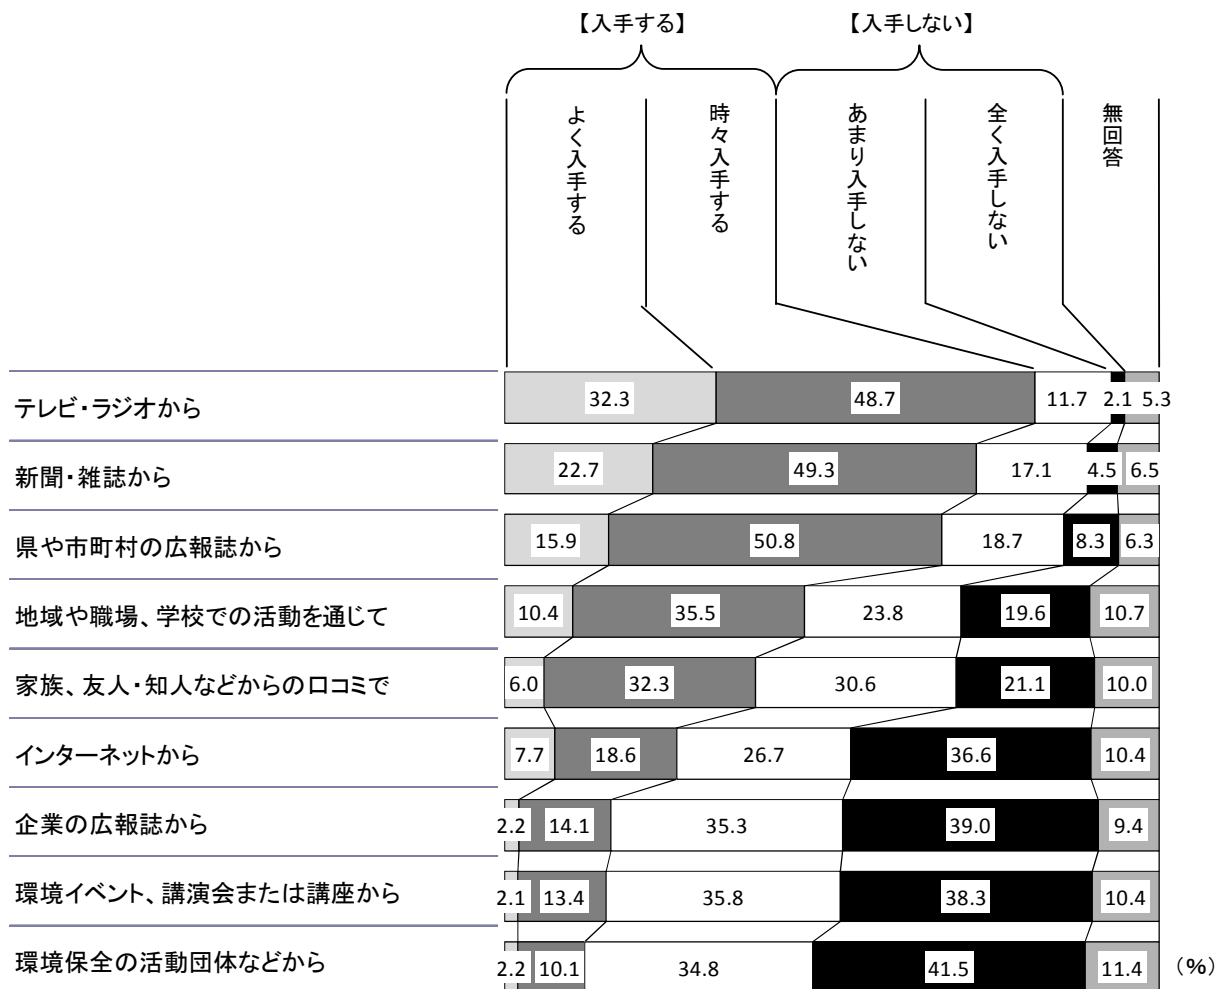 【入手する】 【入手しない】
よく入手する
時々入手する
あまり入手しない
全く入手しない
無回答
テレビ・ラジオから 32.3 48.7 11.7 2.1 5.3
新聞・雑誌から 22.7 49.3 17.1 4.5 6.5
県や市町村の広報誌から 15.9 50.8 18.7 8.3 6.3
地域や職場、学校での活動を通じて 10.4 35.5 23.8 19.6 10.7
家族、友人・知人などからの口コミで 6.0 32.3 30.6 21.1 10.0
インターネットから 7.7 18.6 26.7 36.6 10.4
企業の広報誌から 2.2 14.1 35.3 39.0 9.4
環境イベント、講演会または講座から 2.1 13.4 35.8 38.3 10.4
環境保全の活動団体などから 2.2 10.1 34.8 41.5 11.4 (%)